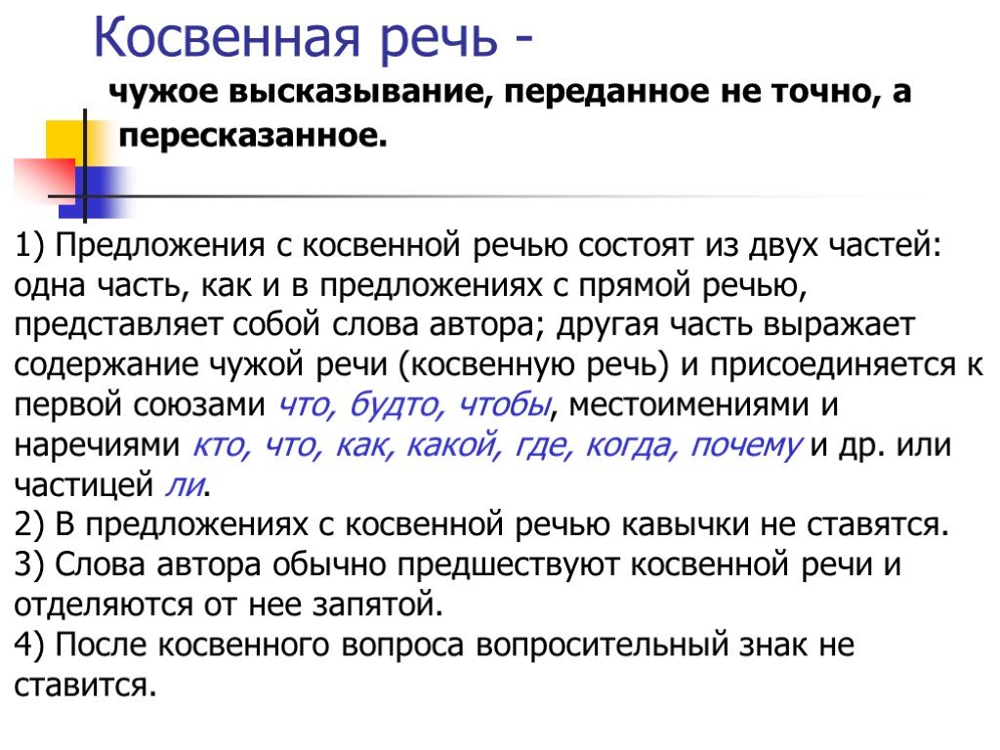 Косвенная речь -
чужое высказывание, переданное не точно, а
пересказанное.
1) Предложения с косвенной речью состоят из двух частей:
одна часть, как и в предложениях с прямой речью,
представляет собой слова автора; другая часть выражает
содержание чужой речи (косвенную речь) и присоединяется к
первой союзами что, будто, чтобы, местоимениями и
наречиями кто, что, как, какой, где, когда, почему и др. или
частицей ли.
2) В предложениях с косвенной речью кавычки не ставятся.
3) Слова автора обычно предшествуют косвенной речи и
отделяются от нее запятой.
4) После косвенного вопроса вопросительный знак не
ставится.